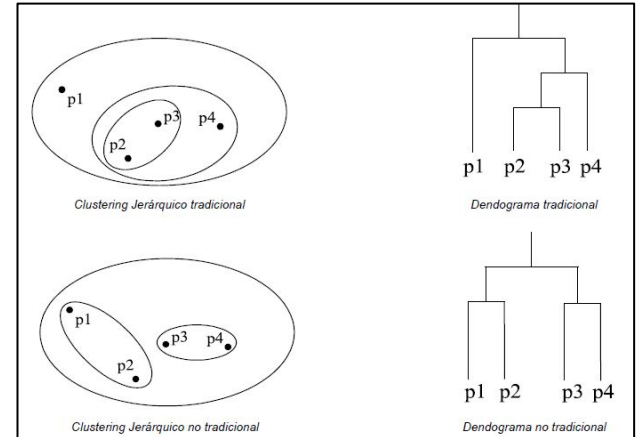 p1
p2
p3
p4
Clustering Jerárquico tradicional
p1 p2 p3 p4
Dendograma tradicional
p1
p2
p3
p4
Clustering Jerárquico no tradicional
p1 p2 p3 p4
Dendograma no tradicional